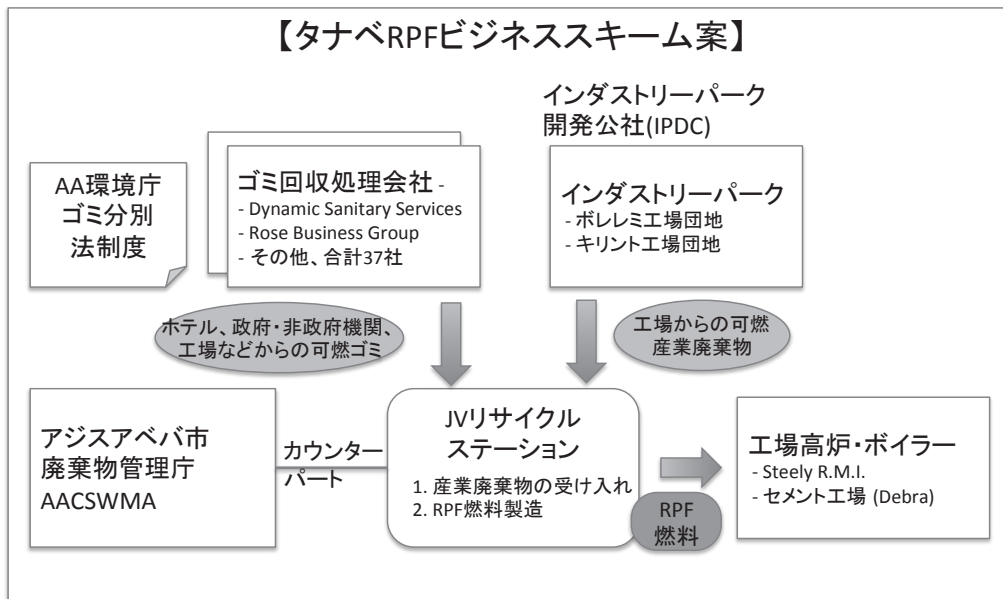 【タナベRPFビジネススキーム案】
インダストリーパーク
開発公社(IPDC)
AA環境庁
ゴミ分別
法制度
ゴミ回収処理会社 -
- Dynamic Sanitary Services
- Rose Business Group
- その他、合計37社
インダストリーパーク
- ボレレミ工場団地
- キリント工場団地
ホテル、政府・非政府機関、
工場などからの可燃ゴミ
工場からの可燃
産業廃棄物
アジスアベバ市
廃棄物管理庁
AACSWMA
カウンター
パート
JVリサイクル
ステーション
1. 産業廃棄物の受け入れ
2. RPF燃料製造
RPF
燃料
工場高炉・ボイラー
- Steely R.M.I.
- セメント工場 (Debra)